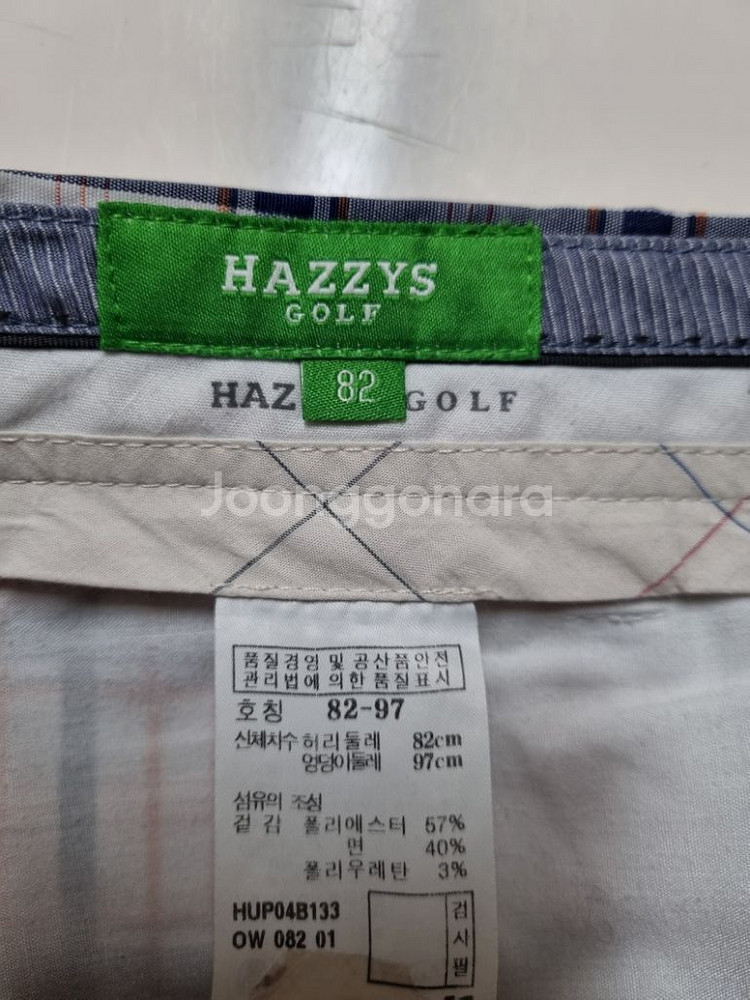 HAZZYS
GOLF
82
HAZ GOLF
Joonggonara
품질경영 및 공산품안전
관리법에 의한 품질표시
호칭 82-97
신체치수 허리둘레 82cm
엉덩이둘레 97cm
섬유의 조성
겉감 폴리에스터 57%
면 40%
폴리우레탄 3%
HUP04B133
OW 082 01
검
시
필